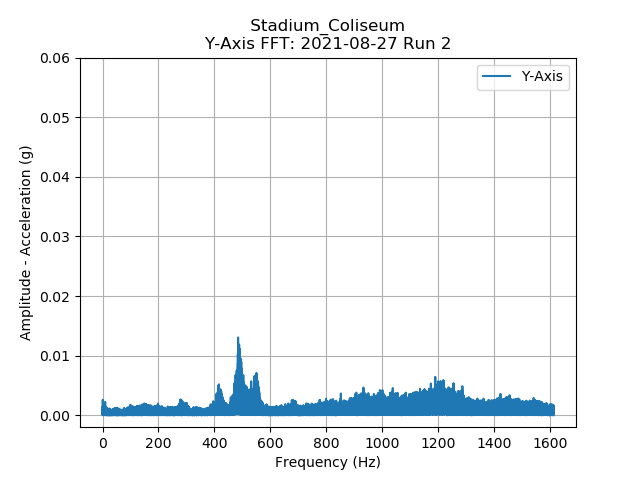 Stadium_Coliseum
Y-Axis FFT: 2021-08-27 Run 2
Y-Axis
0.06
0.05
0.04
0.03
0.02
0.01
0.00
Amplitude - Acceleration (g)
0 200 400 600 800 1000 1200 1400 1600
Frequency (Hz)